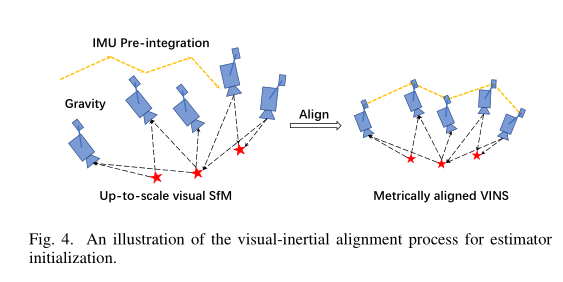 IMU Pre-integration
Gravity
Align
Up-to-scale visual SfM
Metrically aligned VINS
Fig. 4. An illustration of the visual-inertial alignment process for estimator
initialization.